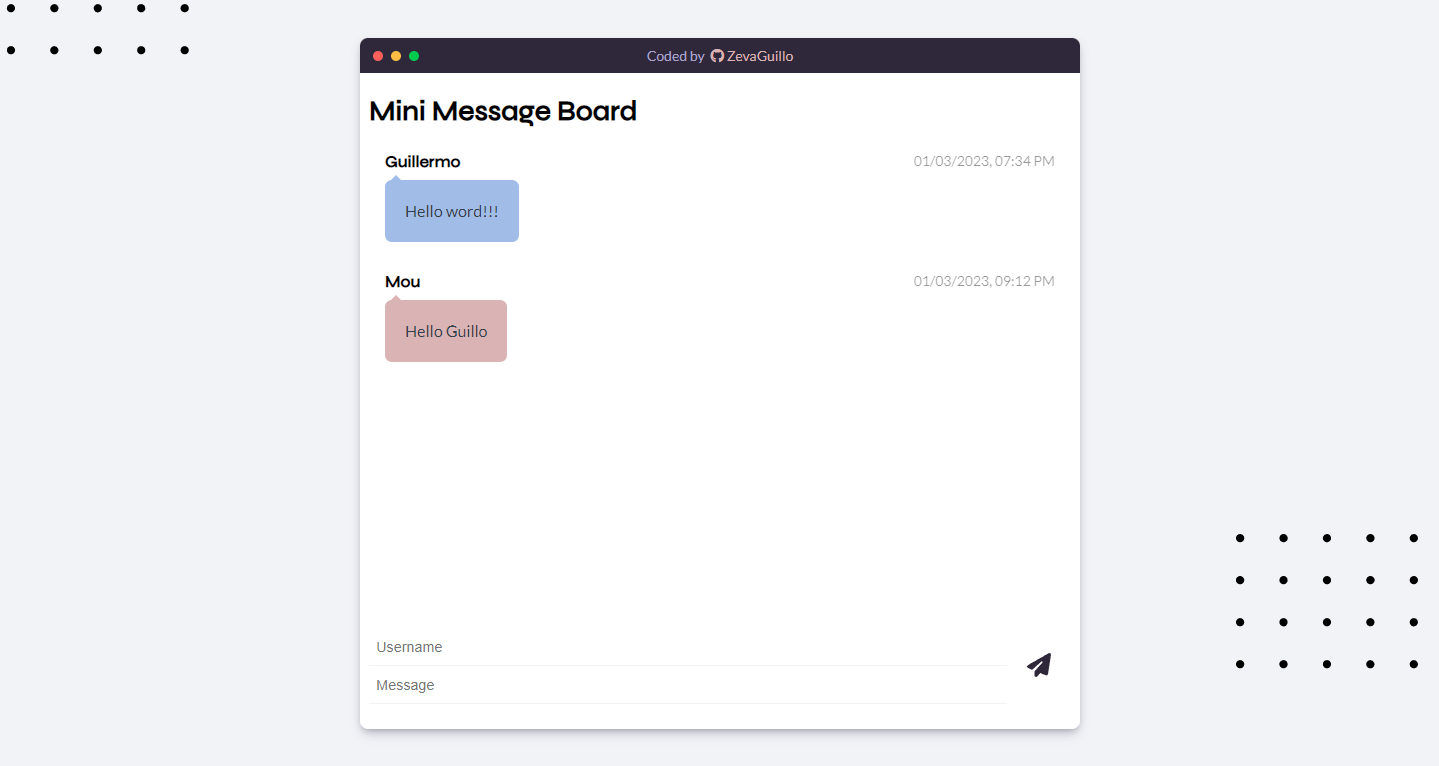 Coded by ZevaGuillo
Mini Message Board
Guillermo 01/03/2023, 07:34 PM
Hello word!!!
Mou 01/03/2023, 09:12 PM
Hello Guillo
Username
Message